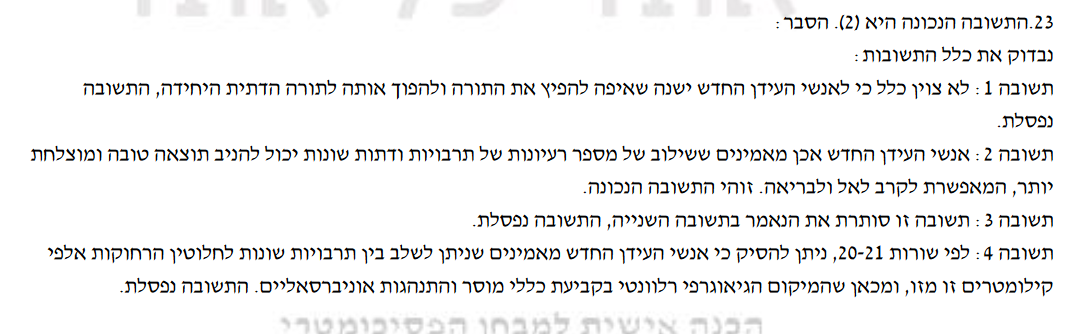 23.התשובה הנכונה היא (2). הסבר:
נבדוק את כלל התשובות:
תשובה 1: לא צוין כלל כי לאנשי העידן החדש ישנה שאיפה להפיץ את התורה ולהפוך אותה לתורה הדתית היחידה, התשובה
נפסלת.
תשובה 2: אנשי העידן החדש אכן מאמינים ששילוב של מספר רעיונות של תרבויות ודתות שונות יכול להניב תוצאה טובה ומוצלחת
יותר, המאפשרת לקרב לאל ולבריאה. זוהי התשובה הנכונה.
תשובה 3: תשובה זו סותרת את הנאמר בתשובה השנייה, התשובה נפסלת.
תשובה 4: לפי שורות 20-21, ניתן להסיק כי אנשי העידן החדש מאמינים שניתן לשלב בין תרבויות שונות לחלוטין הרחוקות אלפי
קילומטרים זו מזו, ומכאן שהמיקום הגיאוגרפי רלוונטי בקביעת כללי מוסר והתנהגות אוניברסאליים. התשובה נפסלת.
הכנה אישית למבחן הפסיכומטרי